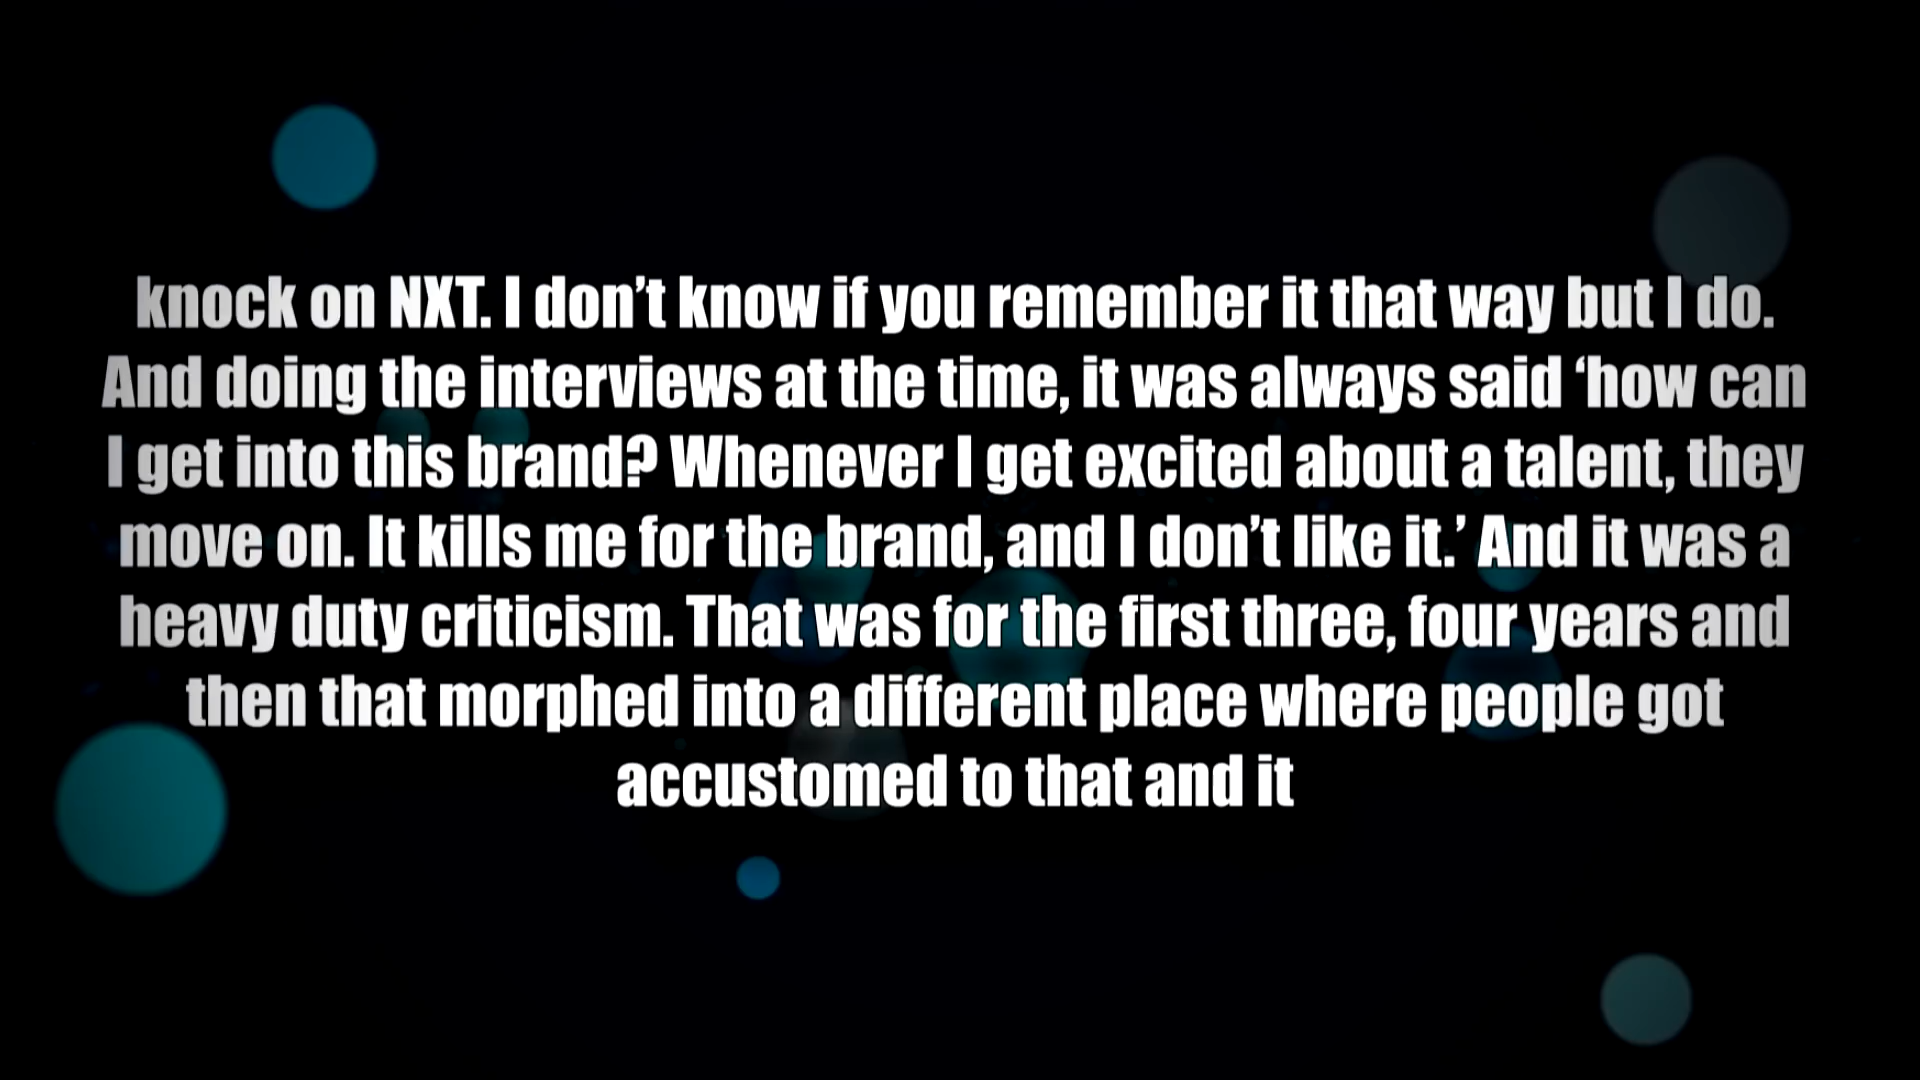 knock on NXT. I don’t know if you remember it that way but I do.
And doing the interviews at the time, it was always said ‘how can
I get into this brand? Whenever I get excited about a talent, they
move on. It kills me for the brand, and I don’t like it.’ And it was a
heavy duty criticism. That was for the first three, four years and
then that morphed into a different place where people got
accustomed to that and it